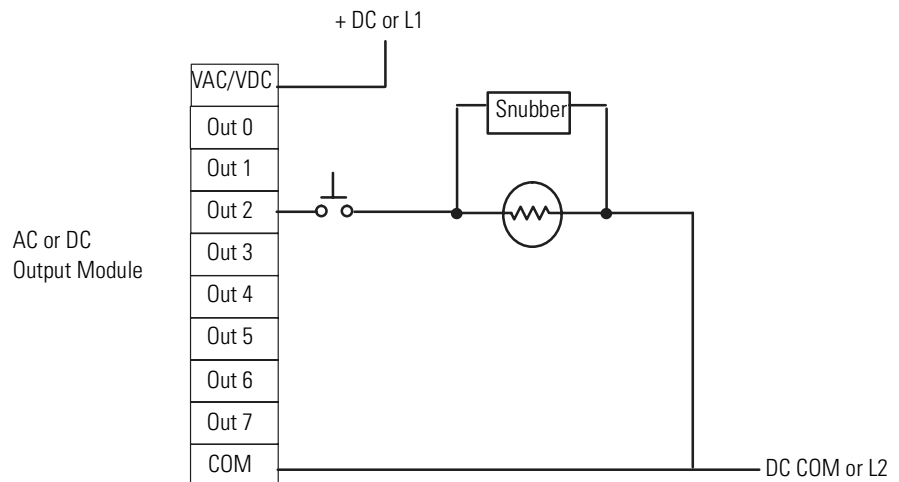 + DC or L1
VAC/VDC
Out 0
Snubber
Out 1
Out 2
Out 3
AC or DC
Output Module
Out 4
Out 5
Out 6
Out 7
COM
DC COM or L2